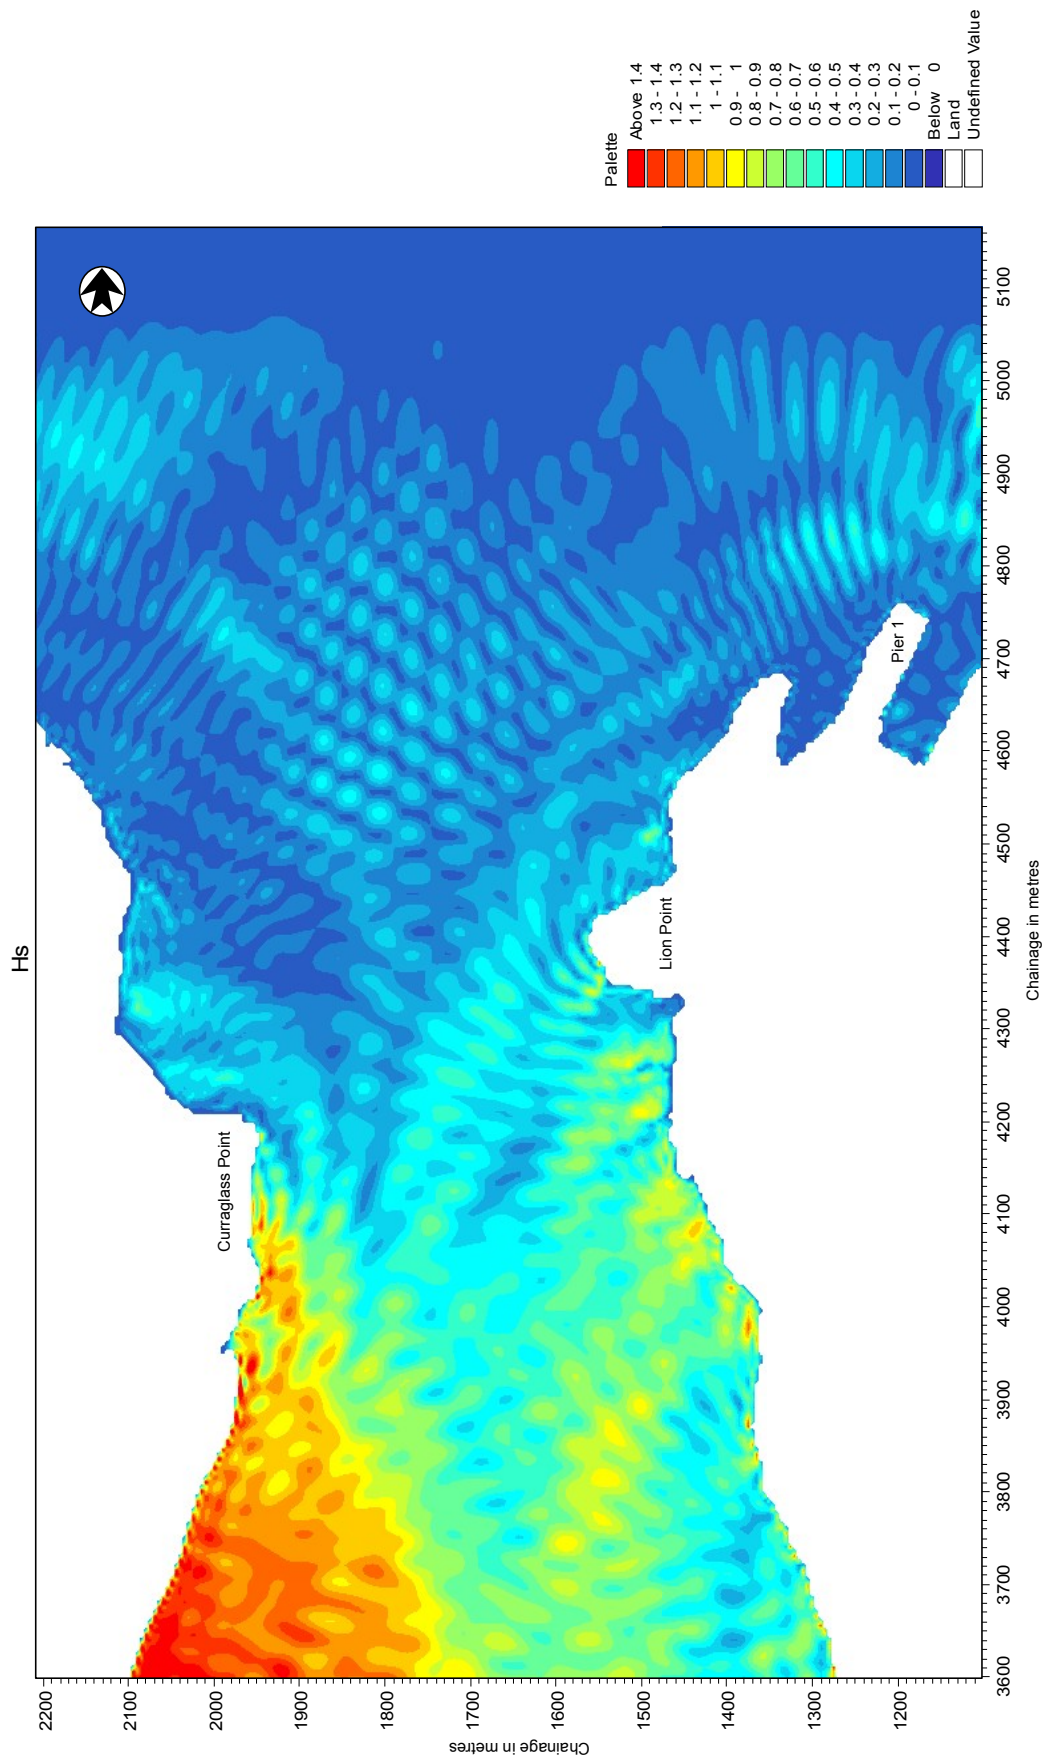 Hs
Palette
Above 1.4
1.3 - 1.4
1.2 - 1.3
1.1 - 1.2
1 - 1.1
0.9 - 1
0.8 - 0.9
0.7 - 0.8
0.6 - 0.7
0.5 - 0.6
0.4 - 0.5
0.3 - 0.4
0.2 - 0.3
0.1 - 0.2
0 - 0.1
Below 0
Land
Undefined Value
Curraglass Point
Lion Point
Pier 1
2200
2100
2000
1900
1800
1700
1600
1500
1400
1300
1200
Chainage in metres
3600
3700
3800
3900
4000
4100
4200
4300
4400
4500
4600
4700
4800
4900
5000
5100
Chainage in metres